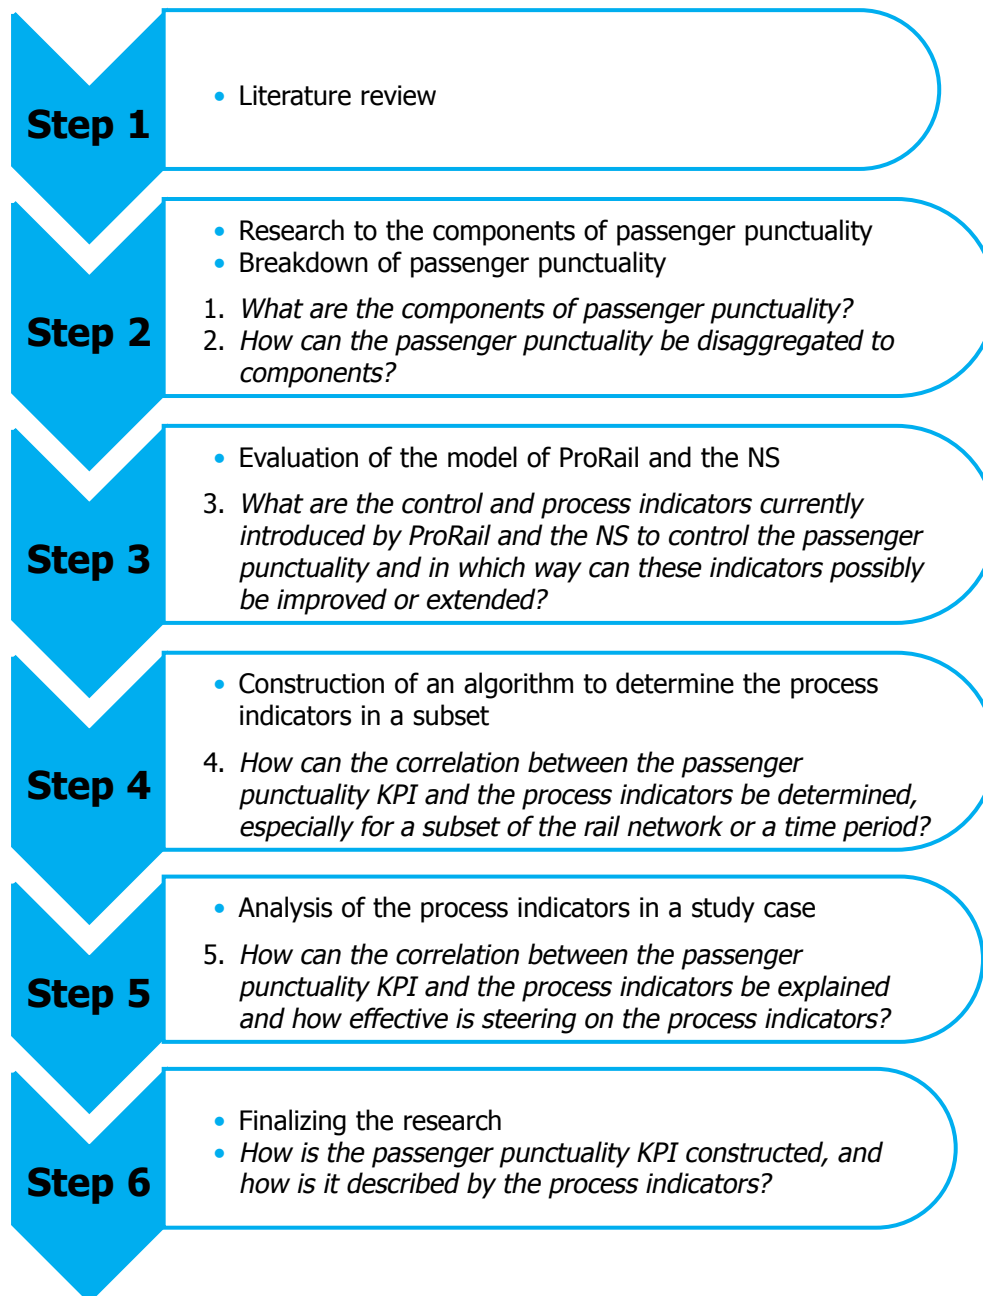 Step 1
• Literature review
Step 2
• Research to the components of passenger punctuality
• Breakdown of passenger punctuality
1. What are the components of passenger punctuality?
2. How can the passenger punctuality be disaggregated to
components?
Step 3
• Evaluation of the model of ProRail and the NS
3. What are the control and process indicators currently
introduced by ProRail and the NS to control the passenger
punctuality and in which way can these indicators possibly
be improved or extended?
Step 4
• Construction of an algorithm to determine the process
indicators in a subset
4. How can the correlation between the passenger
punctuality KPI and the process indicators be determined,
especially for a subset of the rail network or a time period?
Step 5
• Analysis of the process indicators in a study case
5. How can the correlation between the passenger
punctuality KPI and the process indicators be explained
and how effective is steering on the process indicators?
Step 6
• Finalizing the research
• How is the passenger punctuality KPI constructed, and
how is it described by the process indicators?